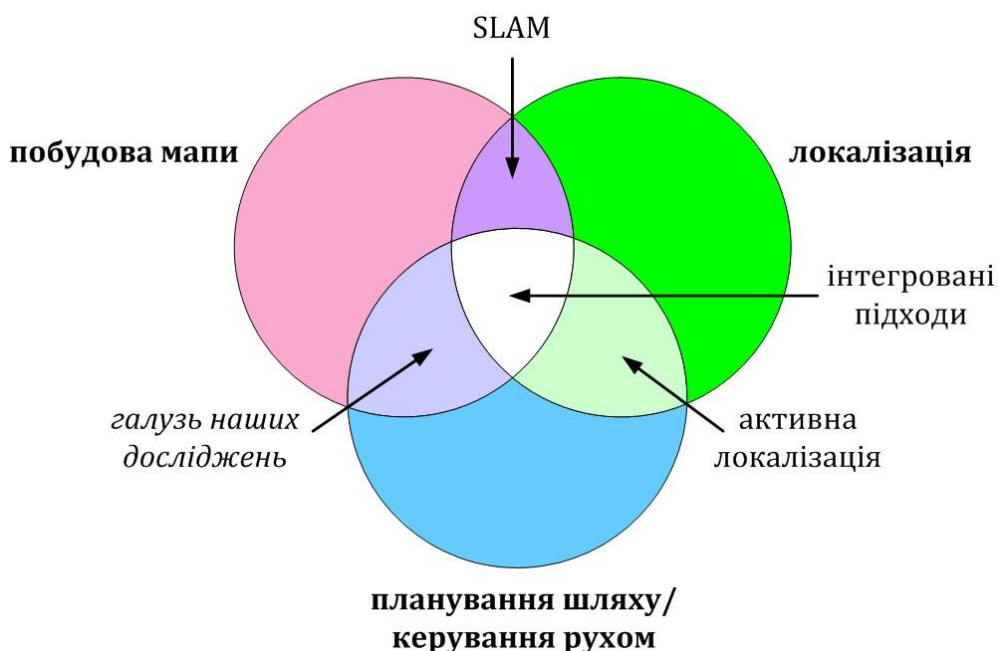 SLAM
побудова мапи
локалізація
інтегровані
підходи
галузь наших
досліджень
активна
локалізація
планування шляху/
керування рухом